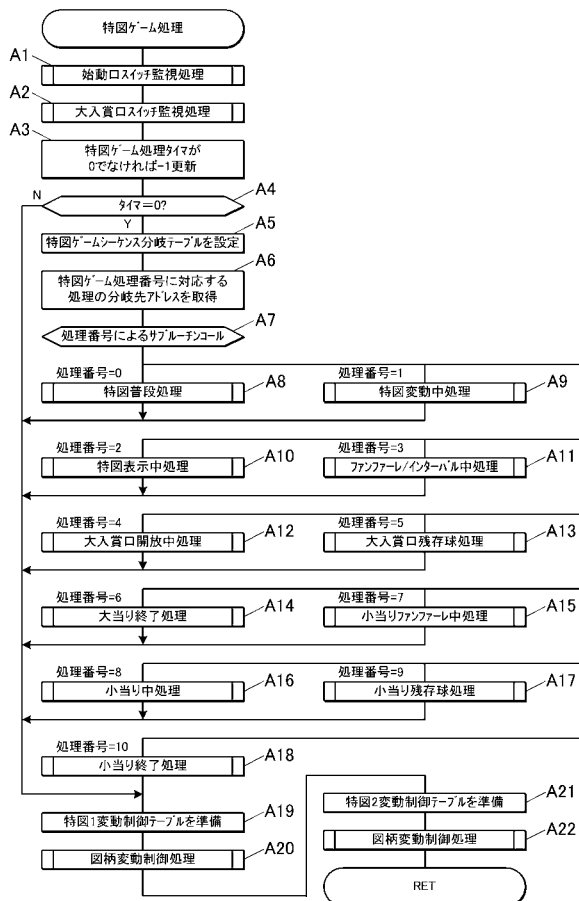 特図ゲーム処理
A1
始動口スイッチ監視処理
A2
大入賞口スイッチ監視処理
A3
特図ゲーム処理タイマが
0でなければ-1更新
N
A4
タイマ=0?
Y
A5
特図ゲームシーケンス分岐テーブルを設定
A6
特図ゲーム処理番号に対応する
処理の分岐先アドレスを取得
A7
処理番号によるサブルーチンコール
処理番号=0
A8
特図普段処理
処理番号=1
A9
特図変動中処理
処理番号=2
A10
特図表示中処理
処理番号=3
A11
ファンファーレ/インターバル中処理
処理番号=4
A12
大入賞口開放中処理
処理番号=5
A13
大入賞口残存球処理
処理番号=6
A14
大当り終了処理
処理番号=7
A15
小当りファンファーレ中処理
処理番号=8
A16
小当り中処理
処理番号=9
A17
小当り残存球処理
処理番号=10
A18
小当り終了処理
A19
特図1変動制御テーブルを準備
A20
図柄変動制御処理
A21
特図2変動制御テーブルを準備
A22
図柄変動制御処理
RET